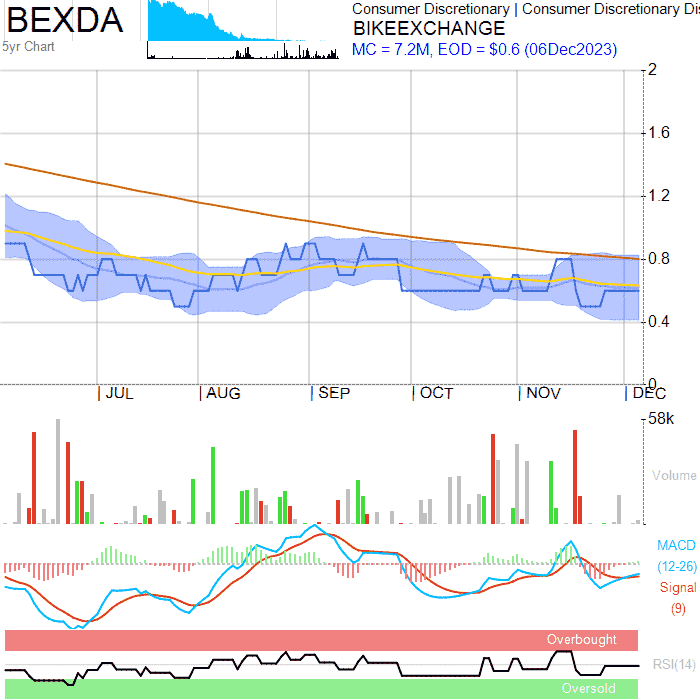 BEXDA
5yr Chart
Consumer Discretionary | Consumer Discretionary Dis
BIKEEXCHANGE
MC = 7.2M, EOD = $0.6 (06Dec2023)
2
1.6
1.2
0.8
0.4
0
JUL
AUG
SEP
OCT
NOV
DEC
58k
Volume
MACD
(12-26)
Signal
(9)
Overbought
RSI(14)
Oversold